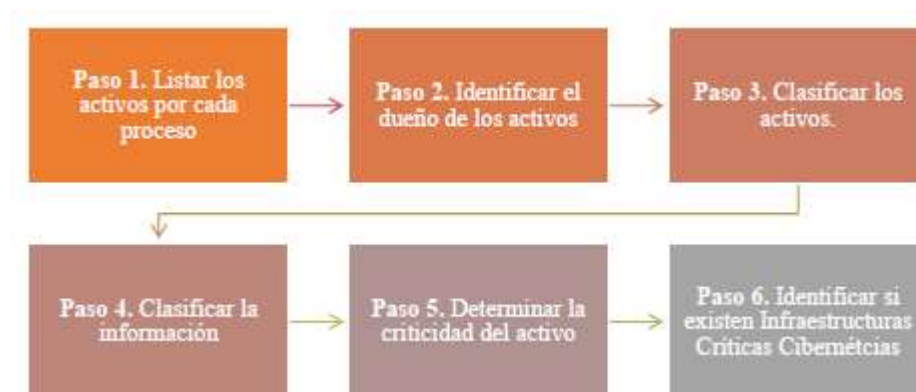 Paso 1. Listar los
activos por cada
proceso
Paso 2. Identificar el
dueño de los activos
Paso 3. Clasificar los
activos.
Paso 4. Clasificar la
información
Paso 5. Determinar la
criticidad del activo
Paso 6. Identificar si
existen Infraestructuras
Críticas Cibernétcias